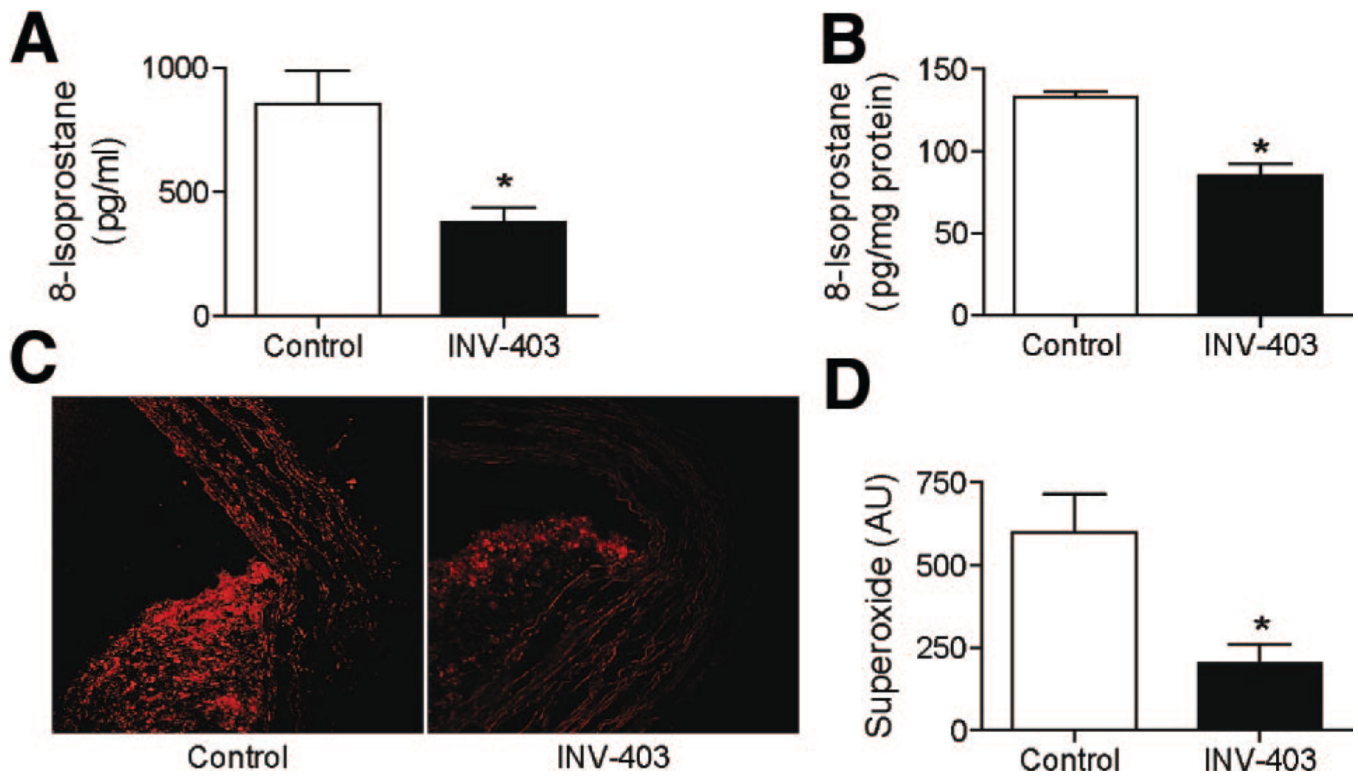 A
8-Isoprostane
(pg/ml)
1000
500
0
*
Control
INV-403
B
8-Isoprostane
(pg/mg protein)
150
100
50
0
*
Control
INV-403
C
Control
INV-403
D
Superoxide (AU)
750
500
250
0
*
Control
INV-403